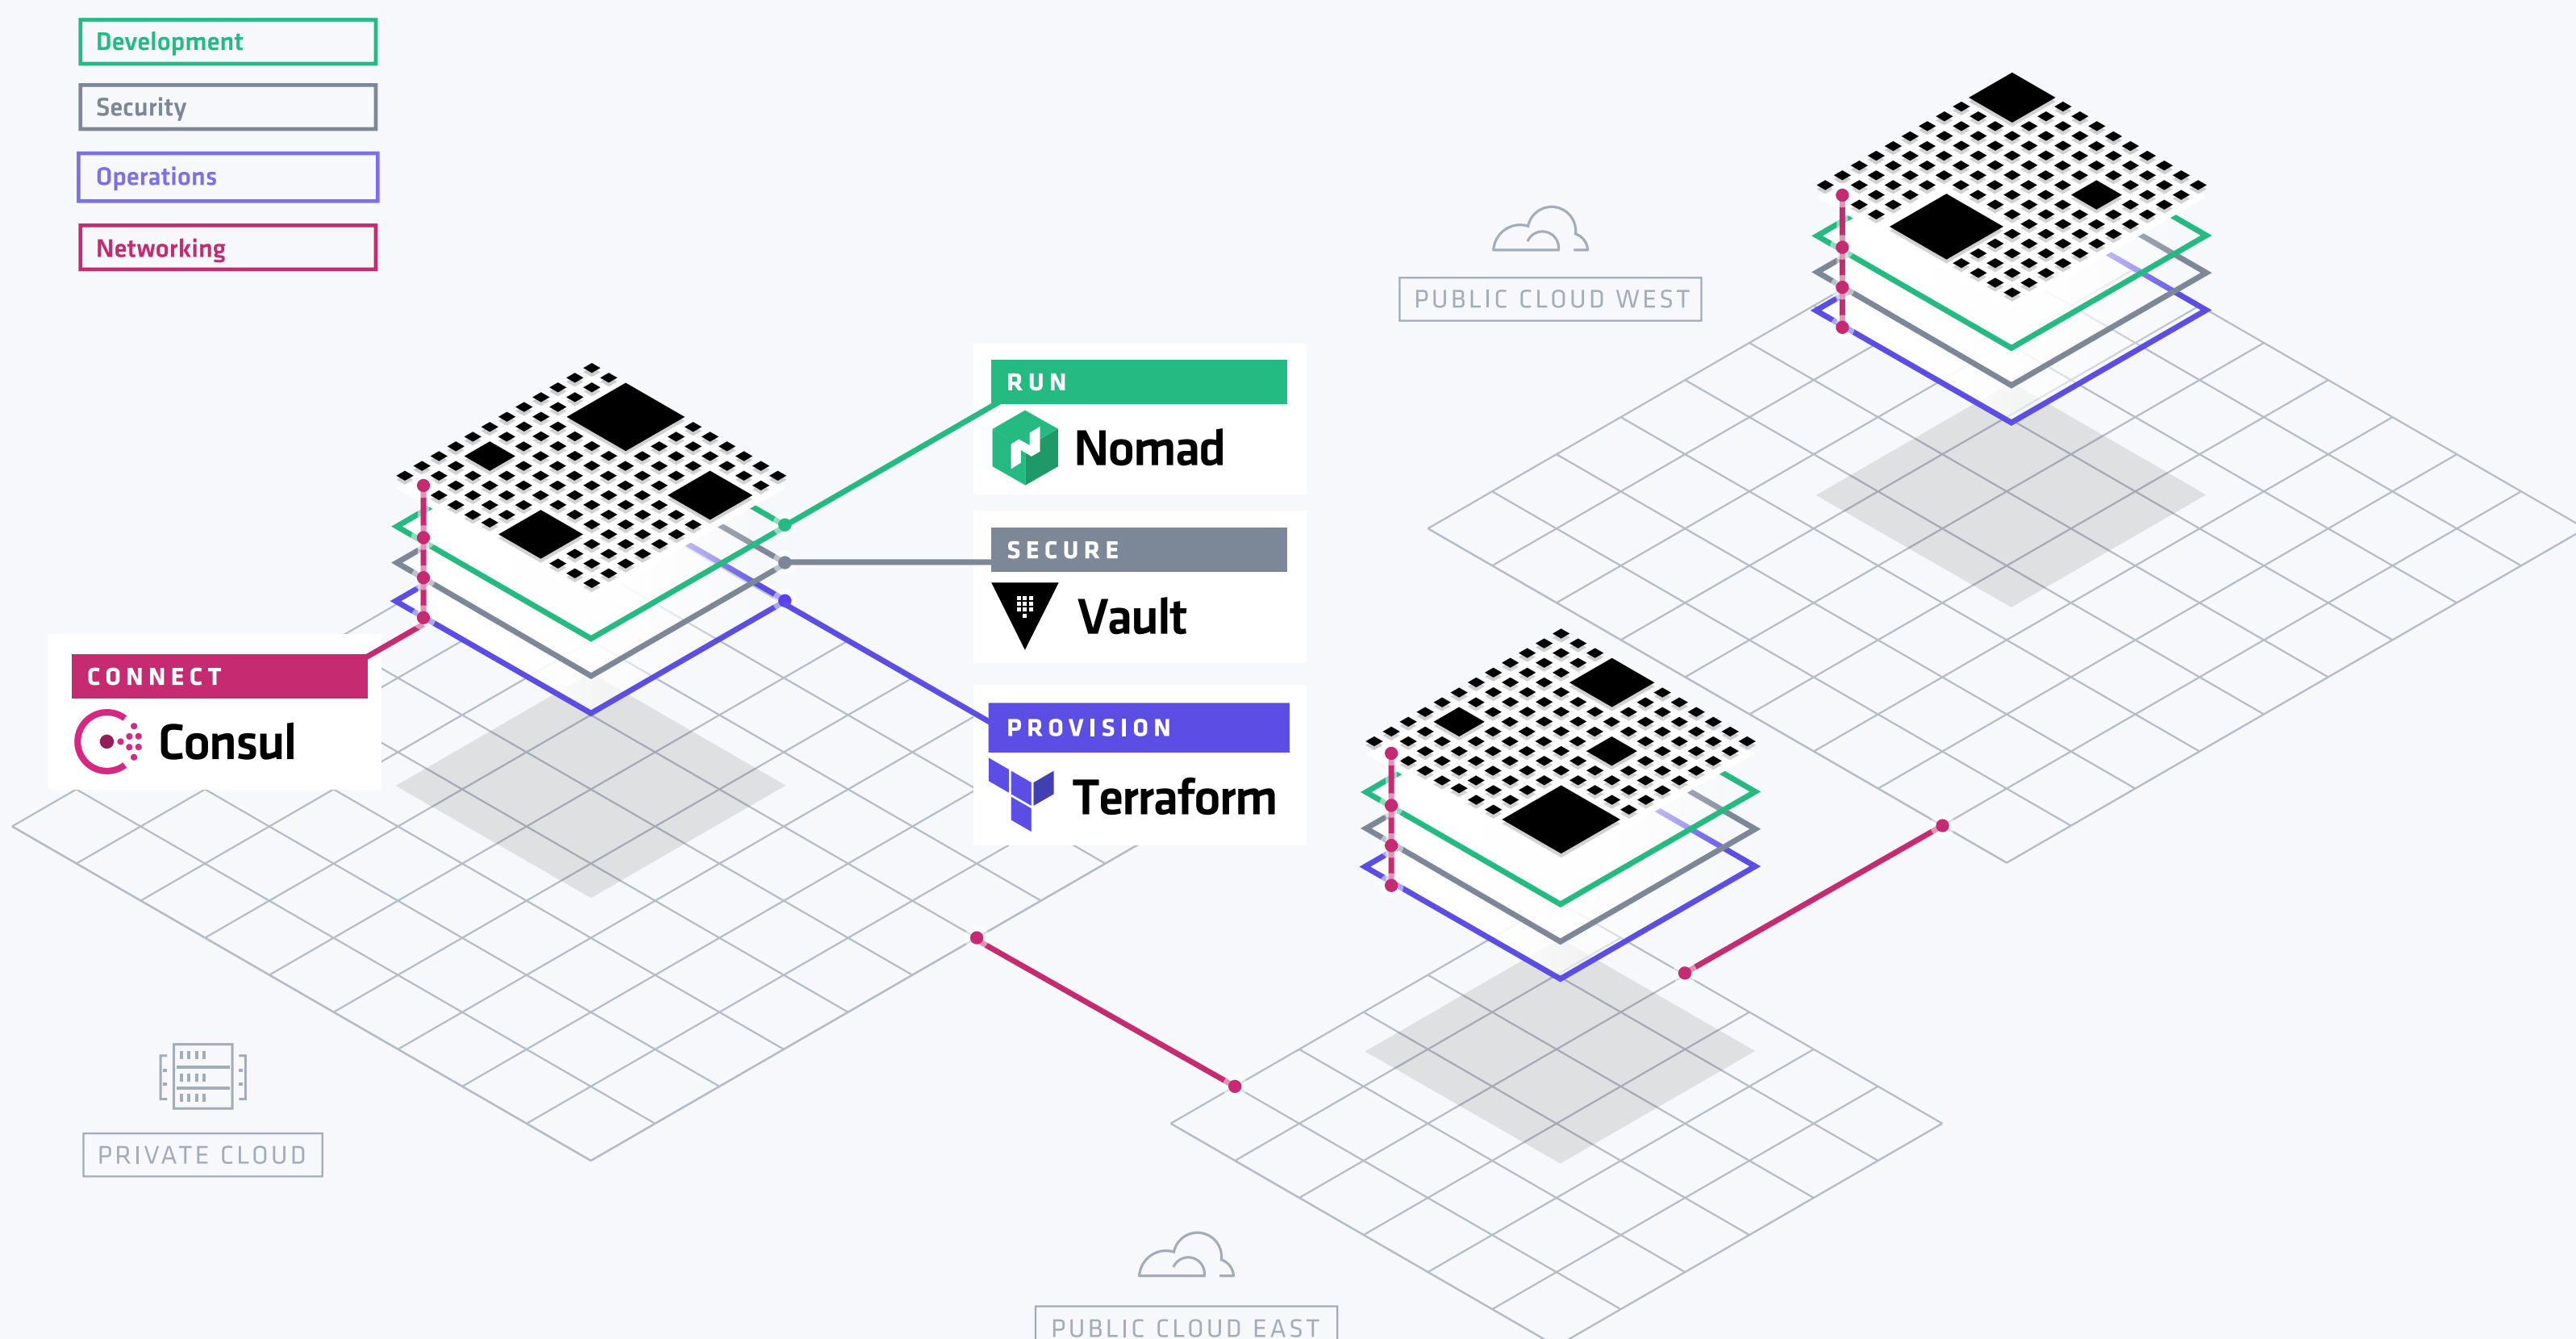 Development
Security
Operations
Networking
PUBLIC CLOUD WEST
RUN
Nomad
SECURE
Vault
CONNECT
Consul
PROVISION
Terraform
PRIVATE CLOUD
PUBLIC CLOUD EAST